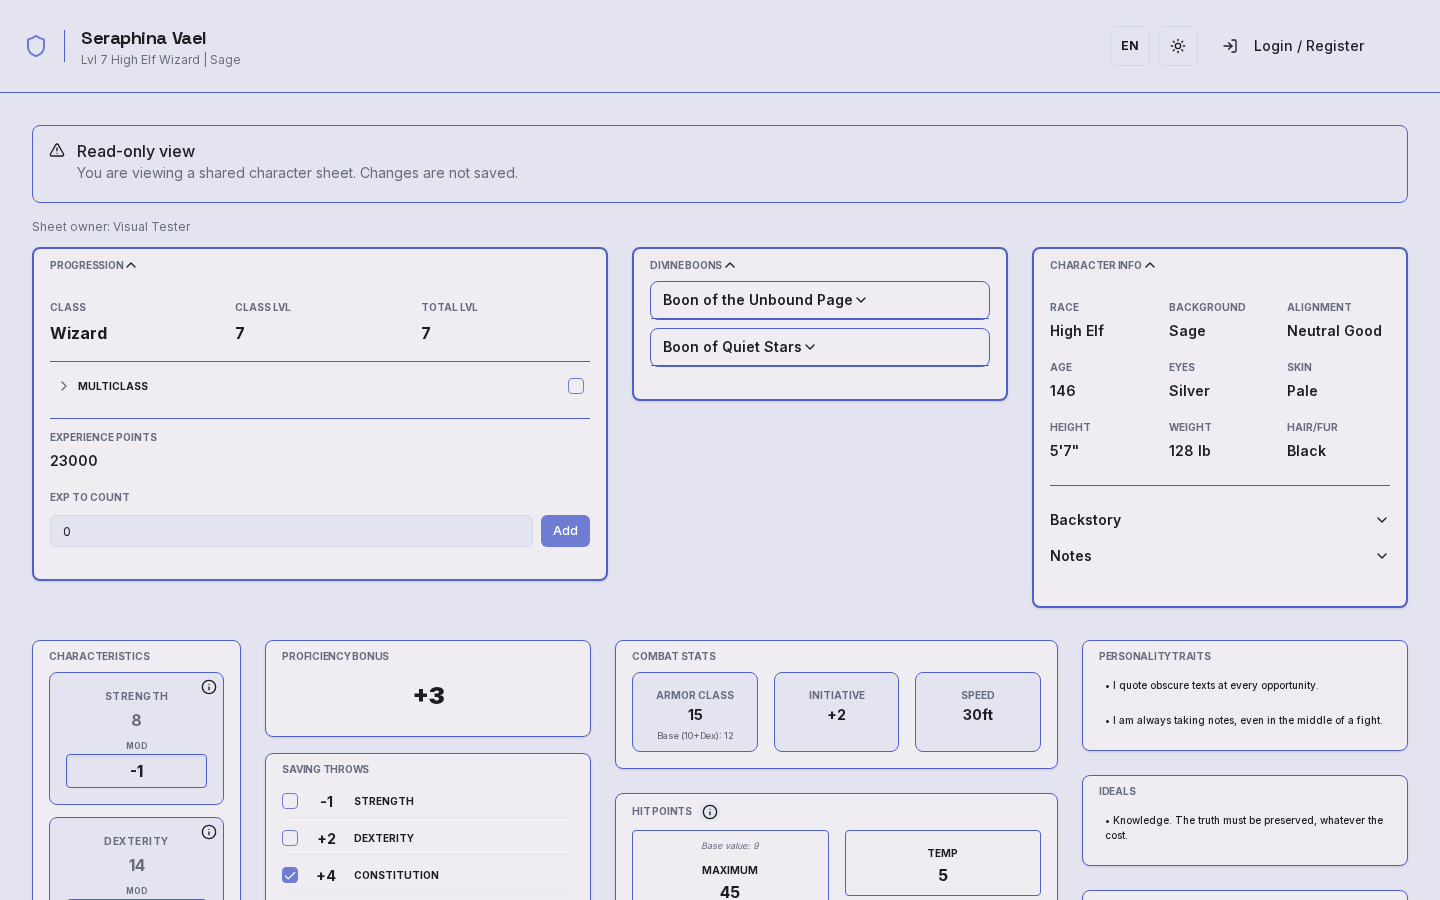 Seraphina Vael
Lvl 7 High Elf Wizard | Sage
EN
Login / Register
Read-only view
You are viewing a shared character sheet. Changes are not saved.
Sheet owner: Visual Tester
PROGRESSION
CLASS
CLASS LVL
TOTAL LVL
Wizard
7
7
MULTICLASS
EXPERIENCE POINTS
23000
EXP TO COUNT
0
Add
DIVINE BOONS
Boon of the Unbound Page
Boon of Quiet Stars
CHARACTER INFO
RACE
BACKGROUND
ALIGNMENT
High Elf
Sage
Neutral Good
AGE
EYES
SKIN
146
Silver
Pale
HEIGHT
WEIGHT
HAIR/FUR
5'7"
128 lb
Black
Backstory
Notes
CHARACTERISTICS
STRENGTH
8
MOD
-1
DEXTERITY
14
MOD
PROFICIENCY BONUS
+3
SAVING THROWS
-1 STRENGTH
+2 DEXTERITY
+4 CONSTITUTION
COMBAT STATS
ARMOR CLASS
15
Base (10+Dex): 12
INITIATIVE
+2
SPEED
30ft
HIT POINTS
Base value: 9
MAXIMUM
45
TEMP
5
PERSONALITY TRAITS
• I quote obscure texts at every opportunity.
• I am always taking notes, even in the middle of a fight.
IDEALS
• Knowledge. The truth must be preserved, whatever the
cost.